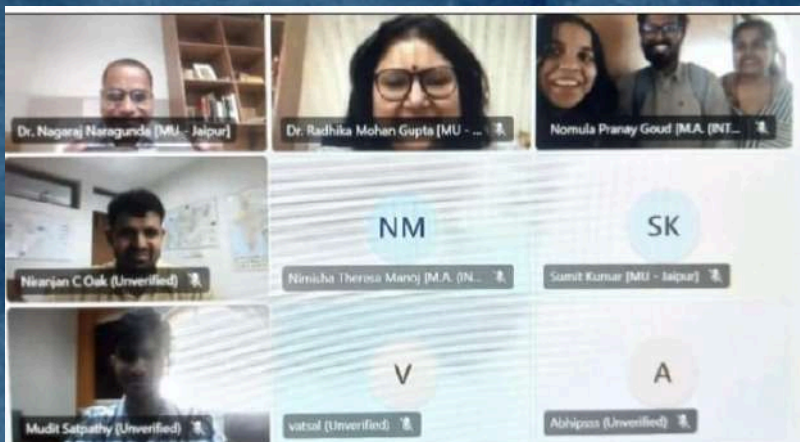 Dr. Nagaraj Naragunda [MU - Jaipur]
Dr. Radhika Mohan Gupta [MU - ...
Nomula Pranay Goud [M.A. (INT...
Niranjan C Oak (Unverified)
NM
Nimisha Theresa Manoj [M.A. (IN...
SK
Sumit Kumar [MU - Jaipur]
Mudit Satpathy (Unverified)
V
vatsal (Unverified)
A
Abhipsss (Unverified)